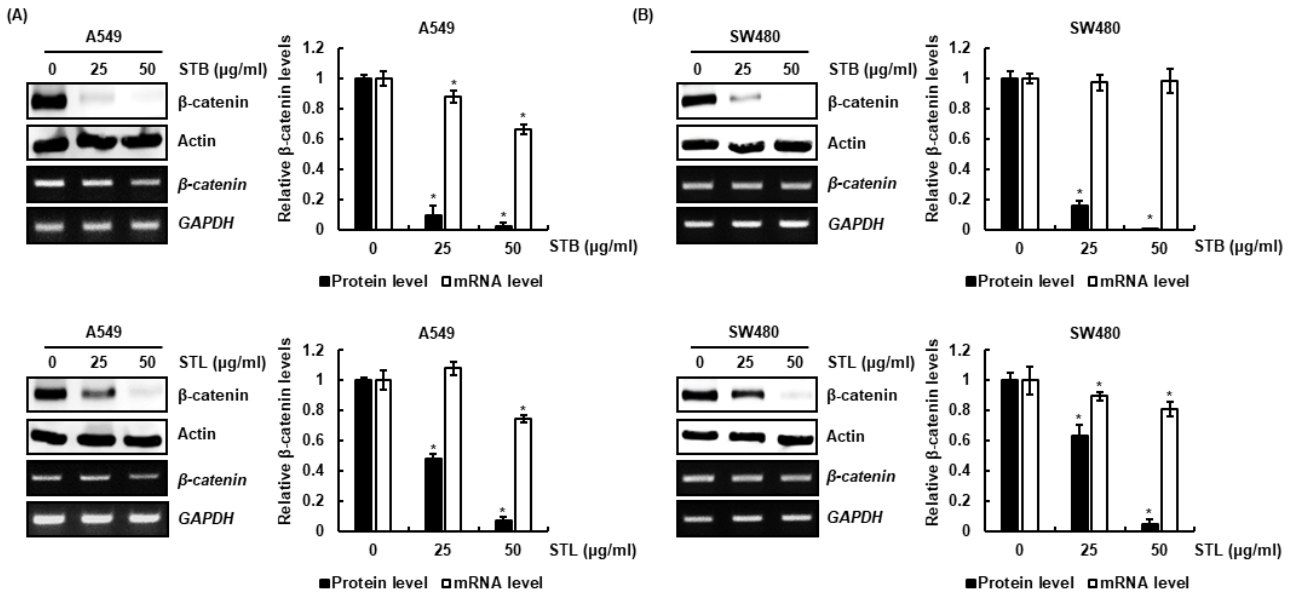 (A)
A549
0 25 50 STB (μg/ml)
β-catenin
Actin
β-catenin
GAPDH
A549
Relative β-catenin levels
1.2
1
0.8
0.6
0.4
0.2
0
* * * *
0 25 50 STB (μg/ml)
Protein level mRNA level
(B)
SW480
0 25 50 STB (μg/ml)
β-catenin
Actin
β-catenin
GAPDH
SW480
Relative β-catenin levels
1.2
1
0.8
0.6
0.4
0.2
0
* *
0 25 50 STB (μg/ml)
Protein level mRNA level
A549
0 25 50 STL (μg/ml)
β-catenin
Actin
β-catenin
GAPDH
A549
Relative β-catenin levels
1.2
1
0.8
0.6
0.4
0.2
0
* * *
0 25 50 STL (μg/ml)
Protein level mRNA level
SW480
0 25 50 STL (μg/ml)
β-catenin
Actin
β-catenin
GAPDH
SW480
Relative β-catenin levels
1.2
1
0.8
0.6
0.4
0.2
0
* * * *
0 25 50 STL (μg/ml)
Protein level mRNA level